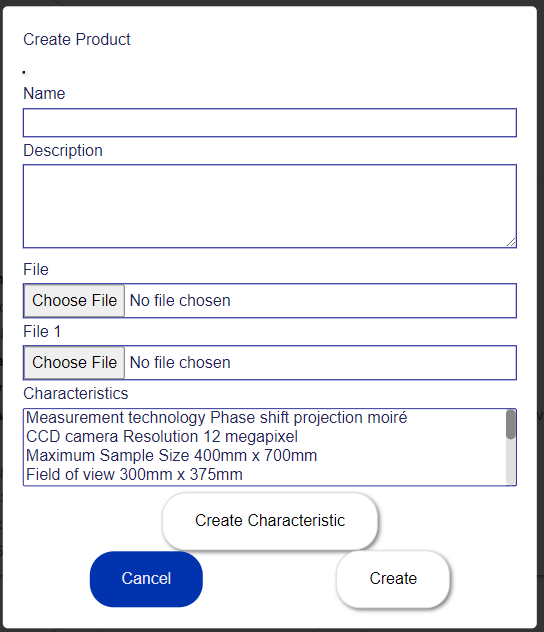 Create Product
.
Name
Description
File
Choose File No file chosen
File 1
Choose File No file chosen
Characteristics
Measurement technology Phase shift projection moiré
CCD camera Resolution 12 megapixel
Maximum Sample Size 400mm x 700mm
Field of view 300mm x 375mm
Create Characteristic
Cancel Create